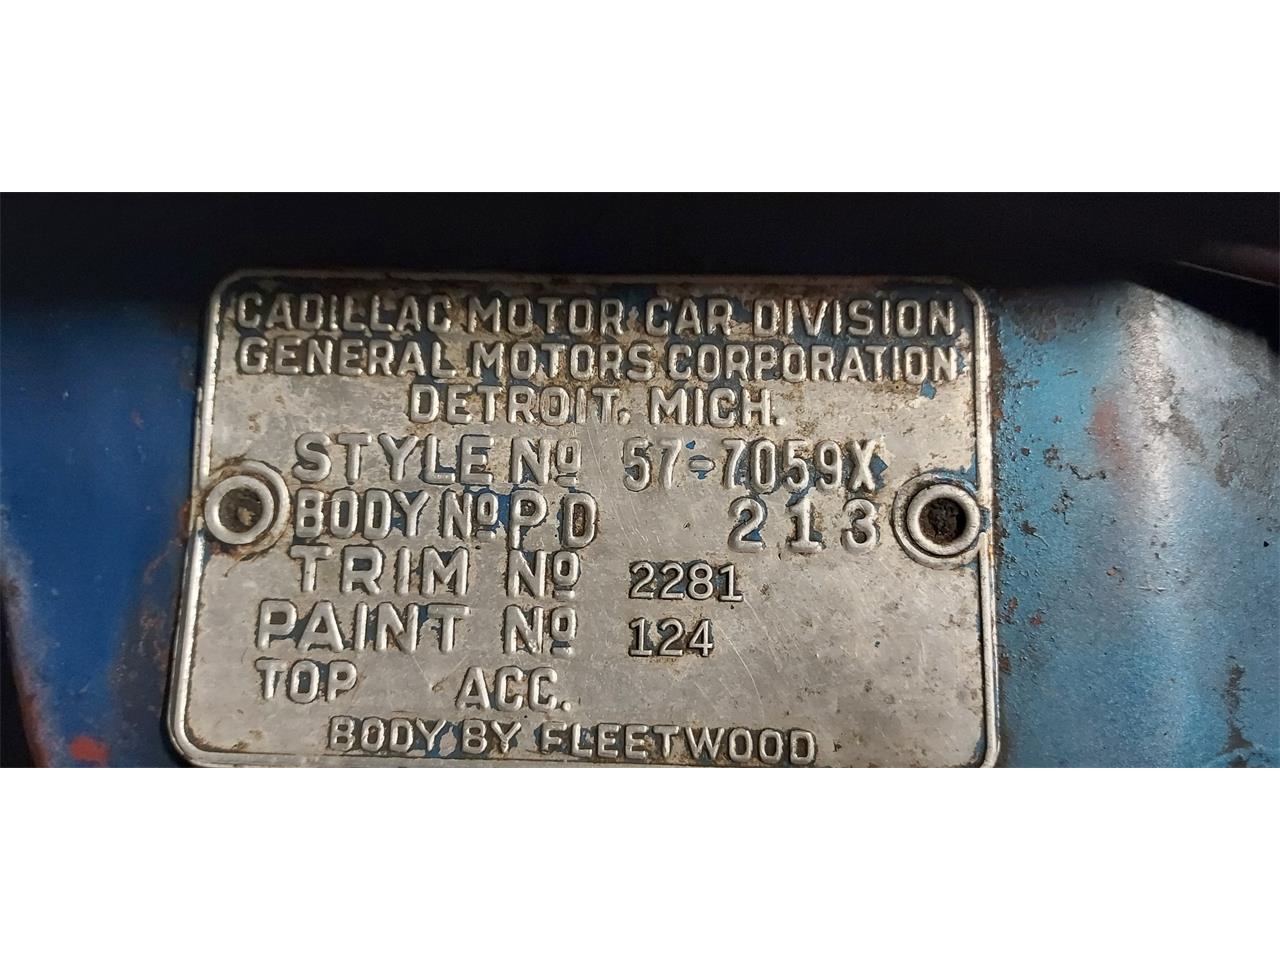 CADILLAC MOTOR CAR DIVISION
GENERAL MOTORS CORPORATION
DETROIT, MICH.
STYLE Nº 57-7059X
BODY Nº PD 213
TRIM Nº 2281
PAINT Nº 124
TOP ACC.
BODY BY FLEETWOOD